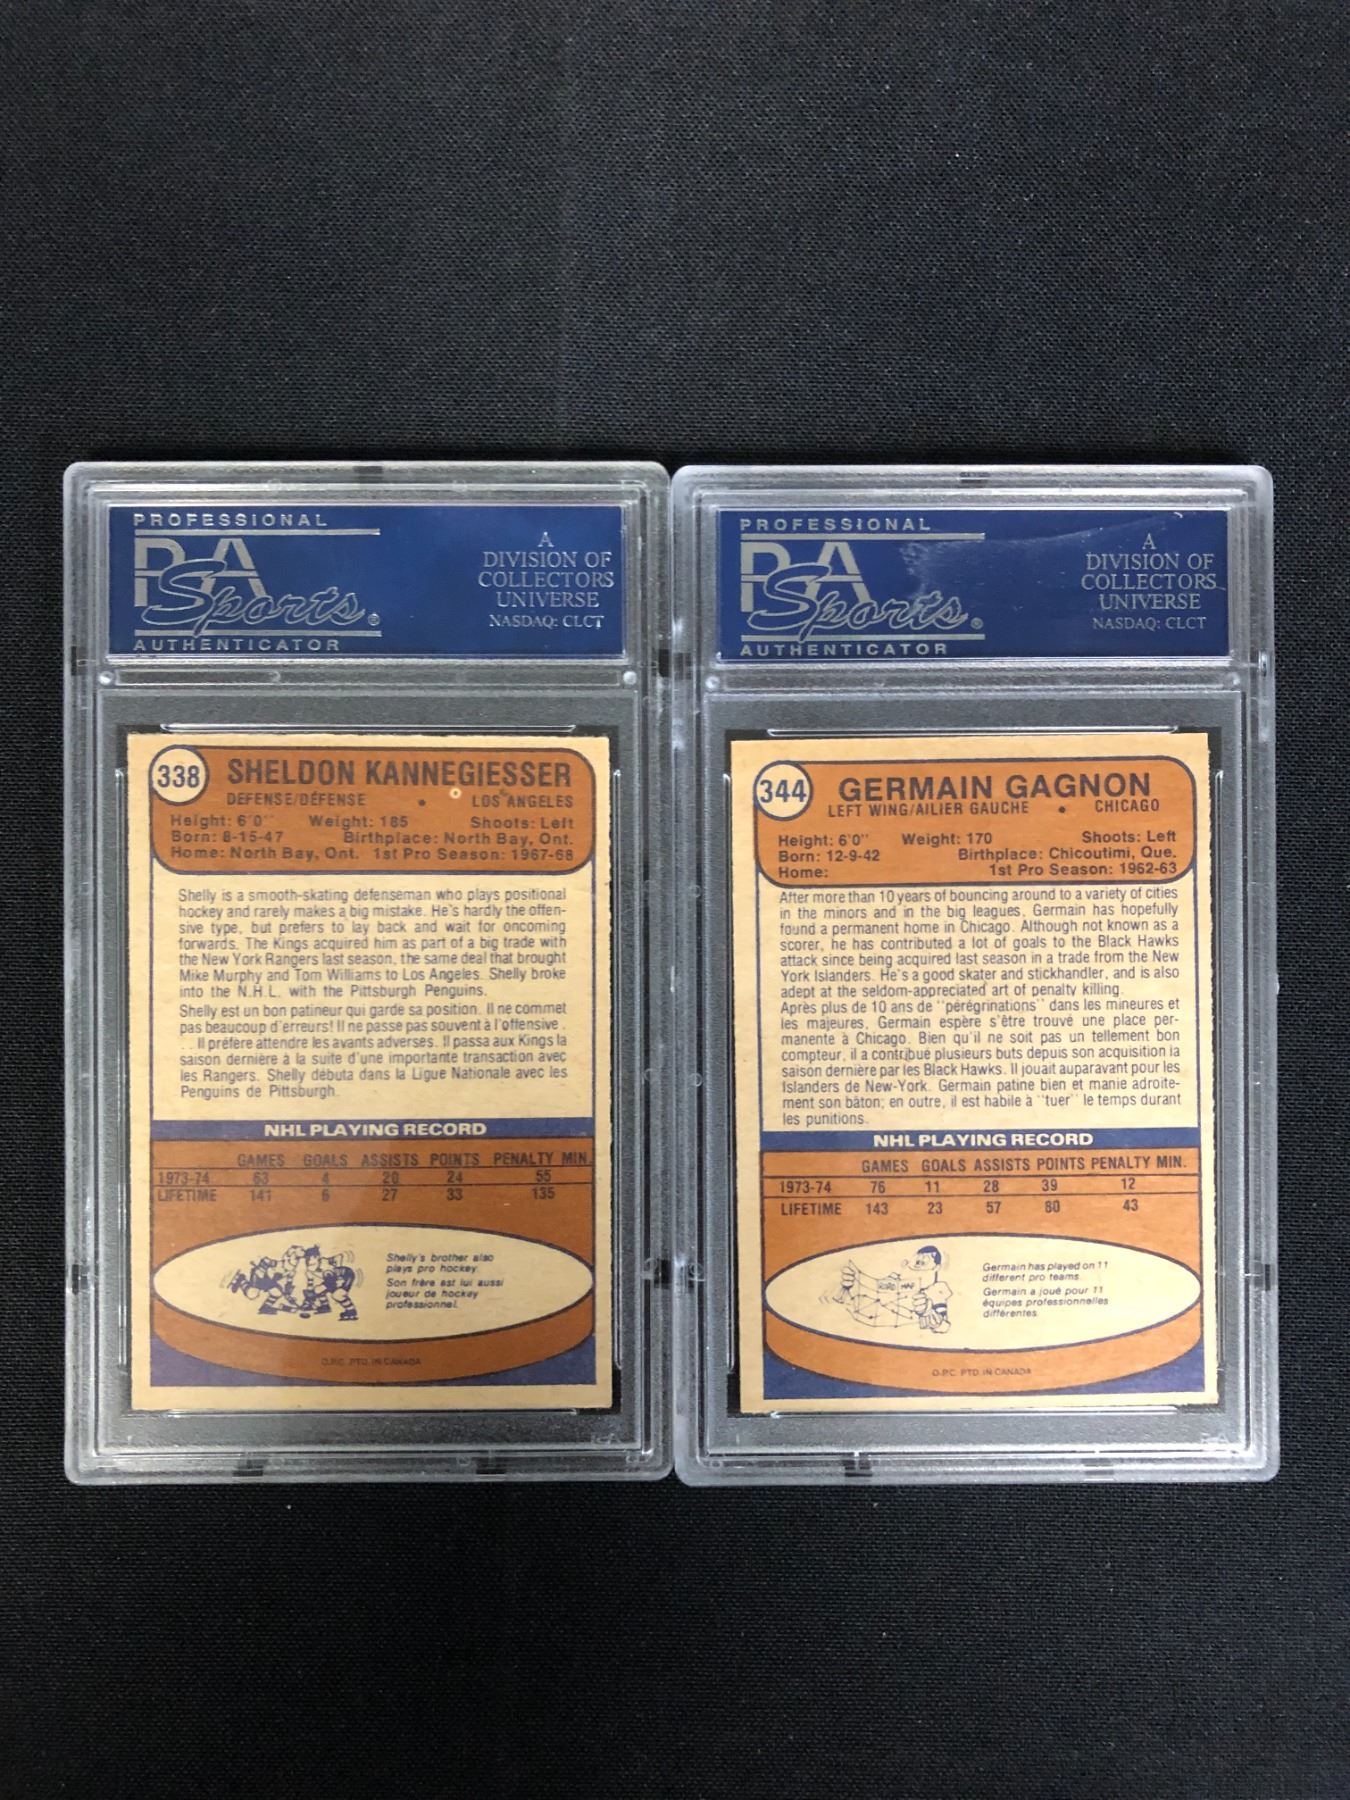 PROFESSIONAL
PSA
Sports®
AUTHENTICATOR
A
DIVISION OF
COLLECTORS
UNIVERSE
NASDAQ: CLCT
338 SHELDON KANNEGIESSER
DEFENSE/DÉFENSE • LOS ANGELES
Height: 6'0" Weight: 185 Shoots: Left
Born: 8-15-47 Birthplace: North Bay, Ont.
Home: North Bay, Ont. 1st Pro Season: 1967-68
Shelly is a smooth-skating defenseman who plays positional
hockey and rarely makes a big mistake. He's hardly the offen-
sive type, but prefers to lay back and wait for oncoming
forwards. The Kings acquired him as part of a big trade with
the New York Rangers last season, the same deal that brought
Mike Murphy and Tom Williams to Los Angeles. Shelly broke
into the N.H.L. with the Pittsburgh Penguins.
Shelly est un bon patineur qui garde sa position. Il ne commet
pas beaucoup d'erreurs! Il ne passe pas souvent à l'offensive .
. . Il préfère attendre les avants adverses. Il passa aux Kings la
saison dernière à la suite d'une importante transaction avec
les Rangers. Shelly débuta dans la Ligue Nationale avec les
Penguins de Pittsburgh.
NHL PLAYING RECORD
GAMES GOALS ASSISTS POINTS PENALTY MIN.
1973-74 63 4 20 24 55
LIFETIME 141 6 27 33 135
Shelly's brother also
plays pro hockey.
Son frère est lui aussi
joueur de hockey
professionnel.
O.P.C. PTD. IN CANADA
PROFESSIONAL
PSA
Sports®
AUTHENTICATOR
A
DIVISION OF
COLLECTORS
UNIVERSE
NASDAQ: CLCT
344 GERMAIN GAGNON
LEFT WING/AILIER GAUCHE • CHICAGO
Height: 6'0" Weight: 170 Shoots: Left
Born: 12-9-42 Birthplace: Chicoutimi, Que.
Home: 1st Pro Season: 1962-63
After more than 10 years of bouncing around to a variety of cities
in the minors and in the big leagues, Germain has hopefully
found a permanent home in Chicago. Although not known as a
scorer, he has contributed a lot of goals to the Black Hawks
attack since being acquired last season in a trade from the New
York Islanders. He's a good skater and stickhandler, and is also
adept at the seldom-appreciated art of penalty killing.
Après plus de 10 ans de "pérégrinations" dans les mineures et
les majeures, Germain espère s'être trouvé une place per-
manente à Chicago. Bien qu'il ne soit pas un tellement bon
compteur, il a contribué plusieurs buts depuis son acquisition la
saison dernière par les Black Hawks. Il jouait auparavant pour les
Islanders de New-York. Germain patine bien et manie adroite-
ment son bâton; en outre, il est habile à "tuer" le temps durant
les punitions.
NHL PLAYING RECORD
GAMES GOALS ASSISTS POINTS PENALTY MIN.
1973-74 76 11 28 39 12
LIFETIME 143 23 57 80 43
ROAD MAP
Germain has played on 11
different pro teams.
Germain a joué pour 11
équipes professionnelles
différentes.
O.P.C. PTD. IN CANADA